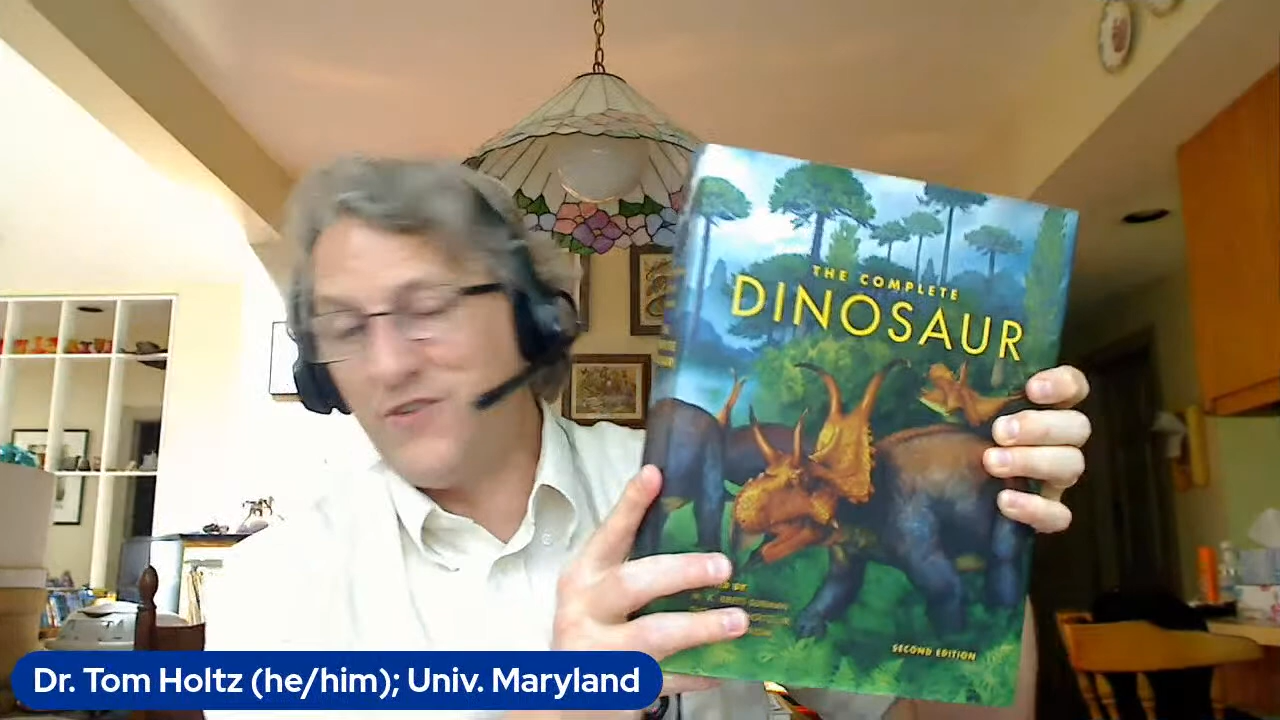 THE COMPLETE
DINOSAUR
SECOND EDITION
Dr. Tom Holtz (he/him); Univ. Maryland